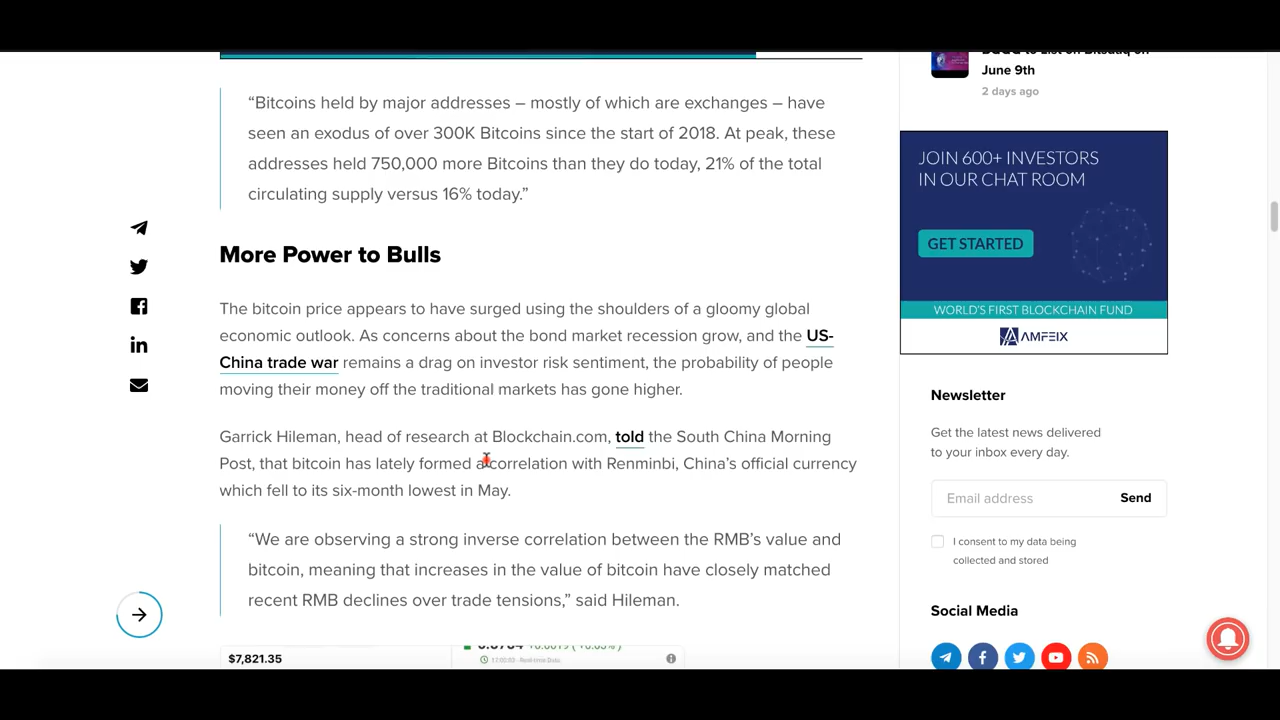 “Bitcoins held by major addresses – mostly of which are exchanges – have
seen an exodus of over 300K Bitcoins since the start of 2018. At peak, these
addresses held 750,000 more Bitcoins than they do today, 21% of the total
circulating supply versus 16% today.”
More Power to Bulls
The bitcoin price appears to have surged using the shoulders of a gloomy global
economic outlook. As concerns about the bond market recession grow, and the US-
China trade war remains a drag on investor risk sentiment, the probability of people
moving their money off the traditional markets has gone higher.
Garrick Hileman, head of research at Blockchain.com, told the South China Morning
Post, that bitcoin has lately formed a correlation with Renminbi, China’s official currency
which fell to its six-month lowest in May.
“We are observing a strong inverse correlation between the RMB’s value and
bitcoin, meaning that increases in the value of bitcoin have closely matched
recent RMB declines over trade tensions,” said Hileman.
$7,821.35
June 9th
2 days ago
JOIN 600+ INVESTORS
IN OUR CHAT ROOM
GET STARTED
WORLD'S FIRST BLOCKCHAIN FUND
AMFEIX
Newsletter
Get the latest news delivered
to your inbox every day.
Email address
Send
I consent to my data being
collected and stored
Social Media